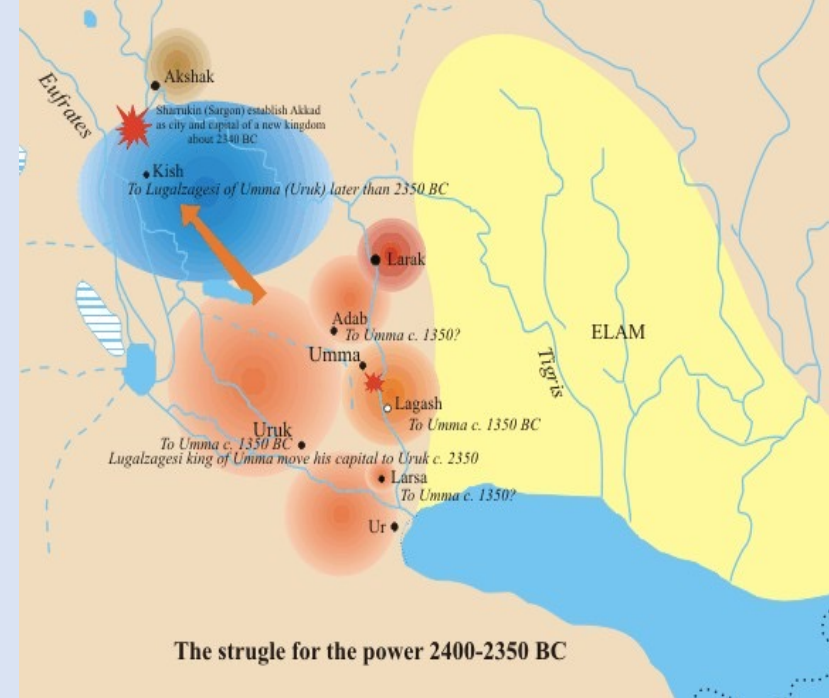 Eufrates
Akshak
Sharrukin (Sargon) establish Akkad
as city and capital of a new kingdom
about 2340 BC
Kish
To Lugalzagesi of Umma (Uruk) later than 2350 BC
Larak
Adab
To Umma c. 1350?
ELAM
Umma
Tigris
Lagash
To Umma c. 1350 BC
Uruk
To Umma c. 1350 BC
Lugalzagesi king of Umma move his capital to Uruk c. 2350
Larsa
To Umma c. 1350?
Ur
The strugle for the power 2400-2350 BC